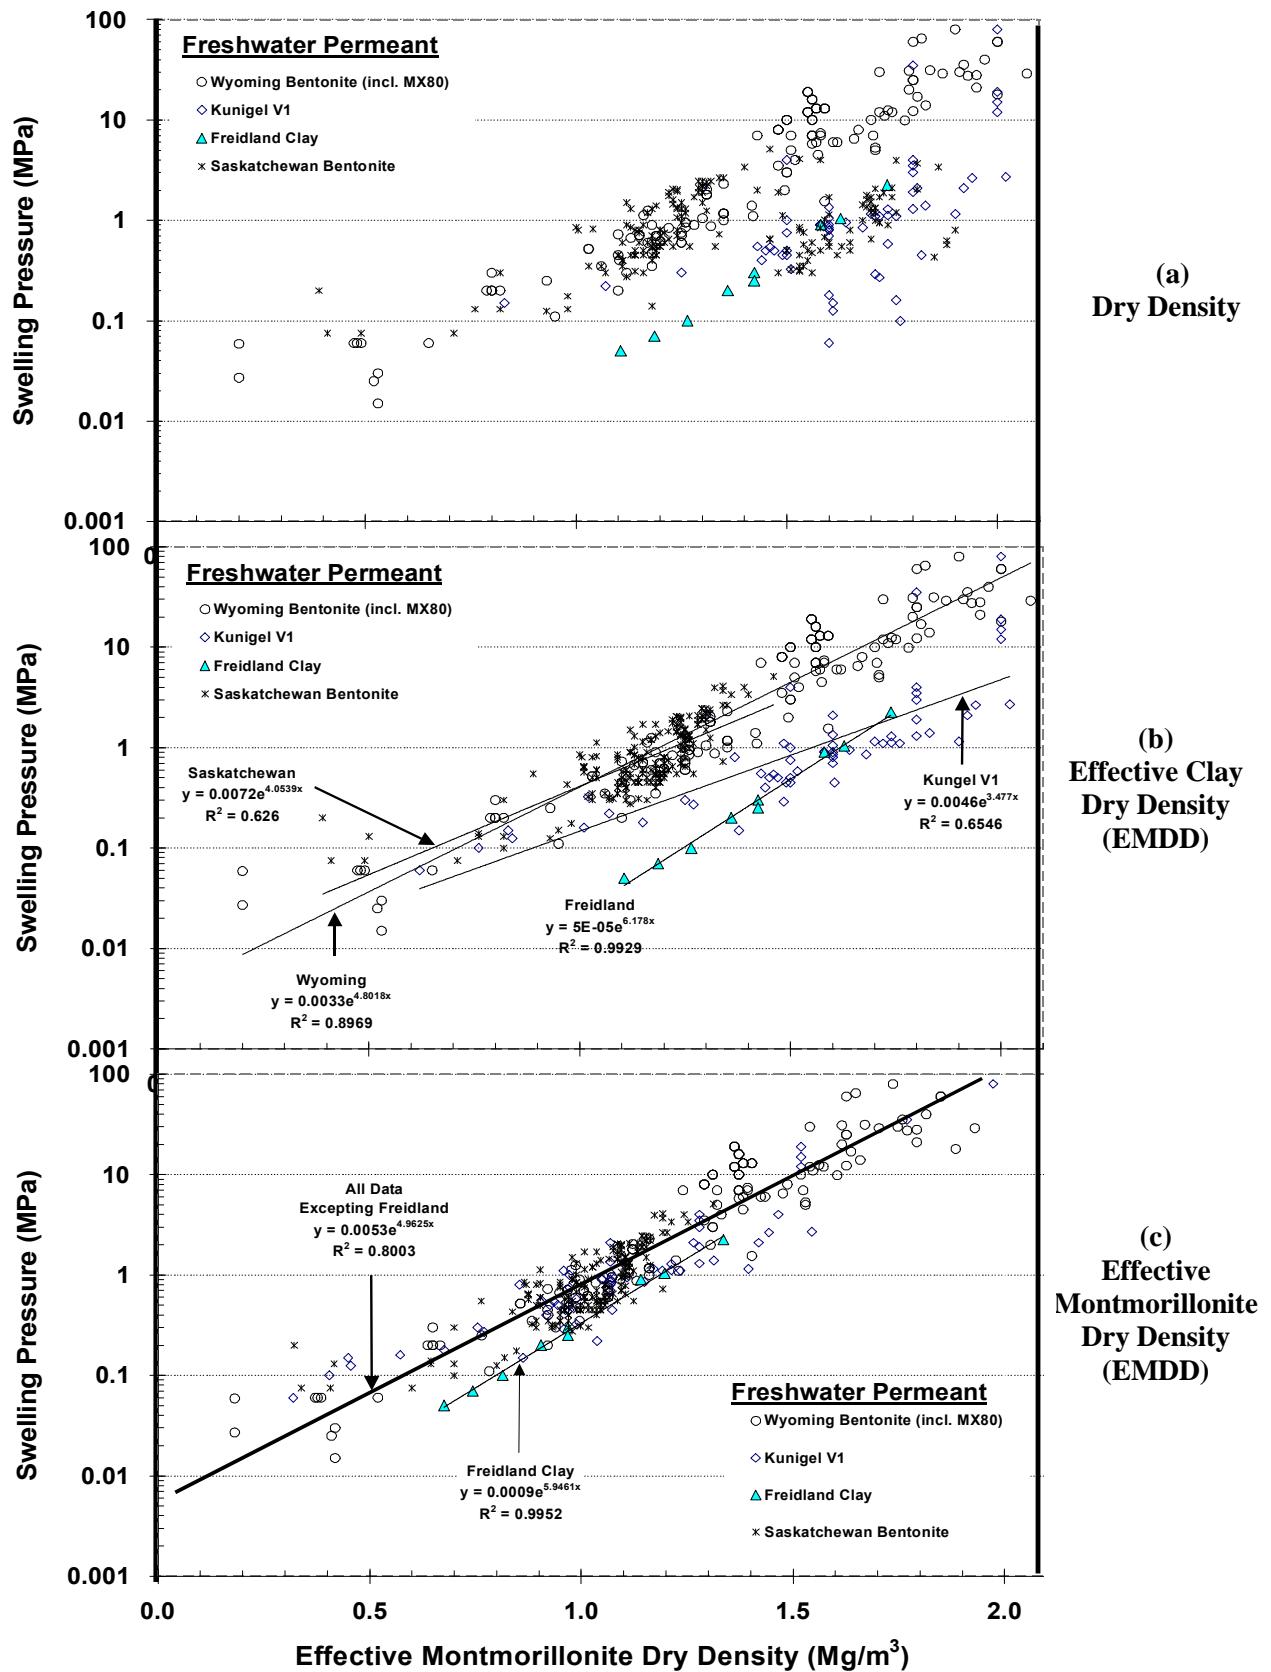 100
10
1
0.1
0.01
0.001
Swelling Pressure (MPa)
Freshwater Permeant
Wyoming Bentonite (incl. MX80)
Kunigel V1
Freidland Clay
Saskatchewan Bentonite
(a)
Dry Density
0
100
10
1
0.1
0.01
0.001
Swelling Pressure (MPa)
Freshwater Permeant
Wyoming Bentonite (incl. MX80)
Kunigel V1
Freidland Clay
Saskatchewan Bentonite
Saskatchewan
y = 0.0072e^4.0539x
R² = 0.626
Kungel V1
y = 0.0046e^3.477x
R² = 0.6546
Freidland
y = 5E-05e^6.178x
R² = 0.9929
Wyoming
y = 0.0033e^4.8018x
R² = 0.8969
(b)
Effective Clay
Dry Density
(EMDD)
0
100
10
1
0.1
0.01
0.001
Swelling Pressure (MPa)
All Data
Excepting Freidland
y = 0.0053e^4.9625x
R² = 0.8003
Freidland Clay
y = 0.0009e^5.9461x
R² = 0.9952
Freshwater Permeant
Wyoming Bentonite (incl. MX80)
Kunigel V1
Freidland Clay
Saskatchewan Bentonite
(c)
Effective
Montmorillonite
Dry Density
(EMDD)
0.0 0.5 1.0 1.5 2.0
Effective Montmorillonite Dry Density (Mg/m³)